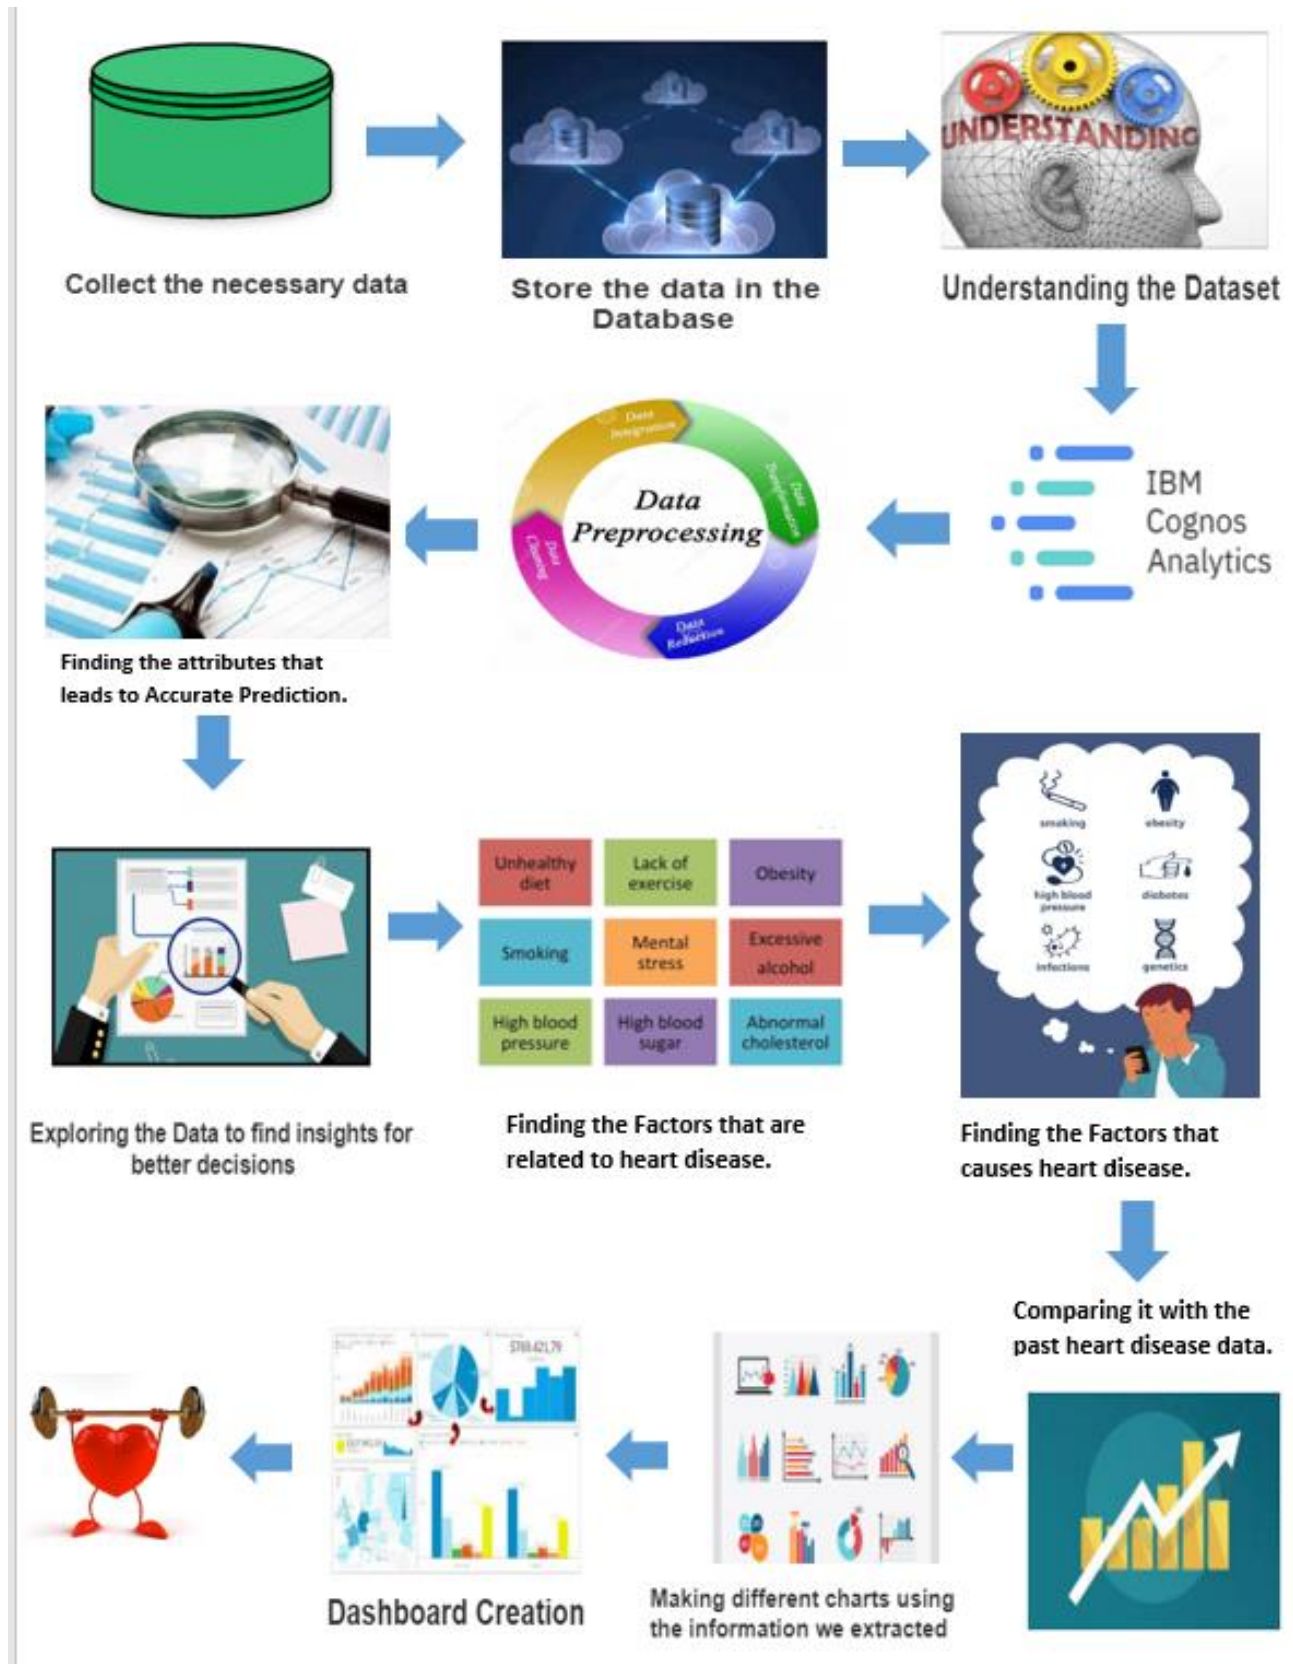 UNDERSTANDING
Collect the necessary data
Store the data in the
Database
Understanding the Dataset
IBM
Cognos
Analytics
Data
Integration
Data
Transformation
Data
Preprocessing
Data
Cleaning
Data
Reduction
Finding the attributes that
leads to Accurate Prediction.
Exploring the Data to find insights for
better decisions
Unhealthy
diet
Lack of
exercise
Obesity
Smoking
Mental
stress
Excessive
alcohol
High blood
pressure
High blood
sugar
Abnormal
cholesterol
Finding the Factors that are
related to heart disease.
smoking
obesity
high blood
pressure
diabetes
infections
genetics
Finding the Factors that
causes heart disease.
Comparing it with the
past heart disease data.
Making different charts using
the information we extracted
Dashboard Creation